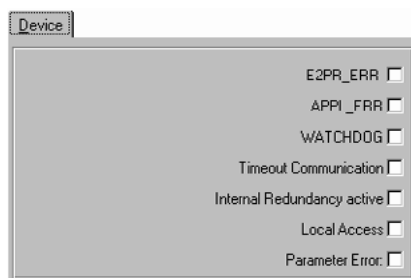 Device
E2PR_ERR
APPI_FRR
WATCHDOG
Timeout Communication
Internal Redundancy active
Local Access
Parameter Error: